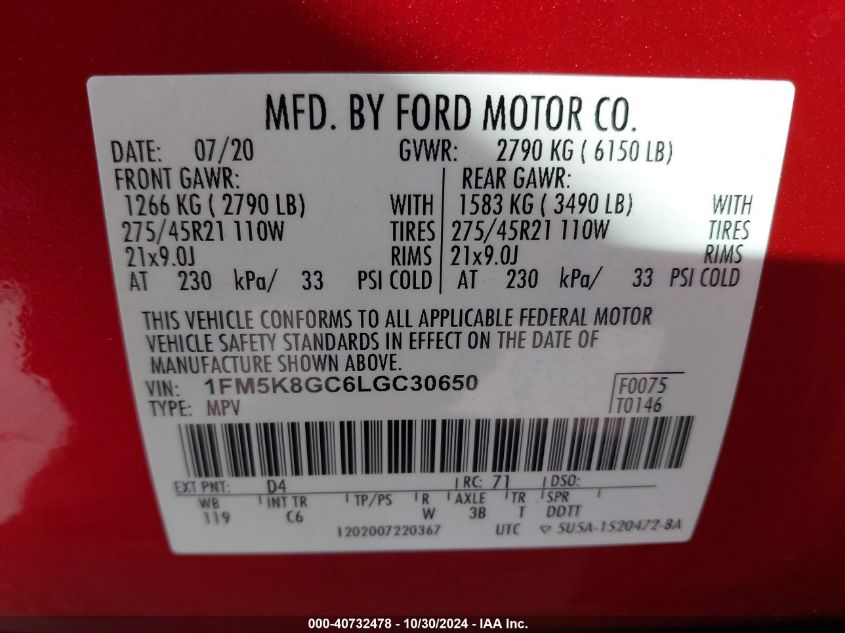 MFD. BY FORD MOTOR CO.
DATE: 07/20 GVWR: 2790 KG ( 6150 LB)
FRONT GAWR: REAR GAWR:
1266 KG ( 2790 LB) WITH 1583 KG ( 3490 LB) WITH
275/45R21 110W TIRES 275/45R21 110W TIRES
21x9.0J RIMS 21x9.0J RIMS
AT 230 kPa/ 33 PSI COLD AT 230 kPa/ 33 PSI COLD
THIS VEHICLE CONFORMS TO ALL APPLICABLE FEDERAL MOTOR
VEHICLE SAFETY STANDARDS IN EFFECT ON THE DATE OF
MANUFACTURE SHOWN ABOVE.
VIN: 1FM5K8GC6LGC30650 F0075
TYPE: MPV T0146
EXT PNT: D4 RC: 71 DSO:
WB INT TR TP/PS R AXLE TR SPR
119 C6 W 3B T DDTT
1202007220367 UTC ▽ 5U5A-1520472-BA
000-40732478 - 10/30/2024 - IAA Inc.